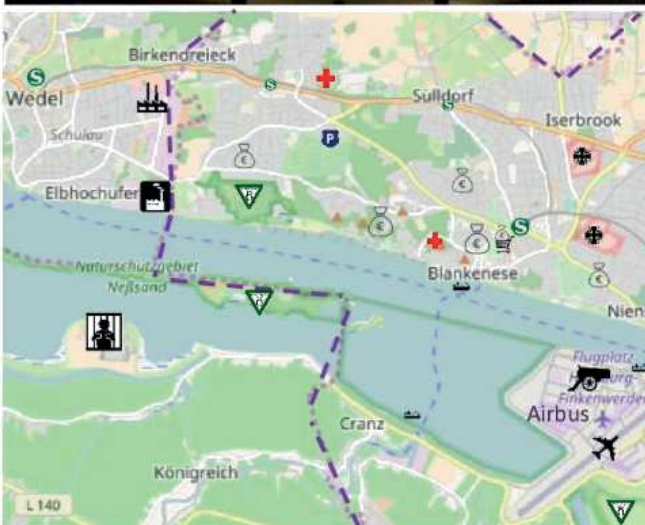 Birkendreieck
S
Wedel
S
Sülldorf
S
Iserbrook
Schulau
P
€
€
Elbhochufer
€
€
S
Blankenese
€
Naturschutzgebiet
Neßsand
Nien
Flugplatz
Finkenwerder
Airbus
Cranz
Königreich
L 140